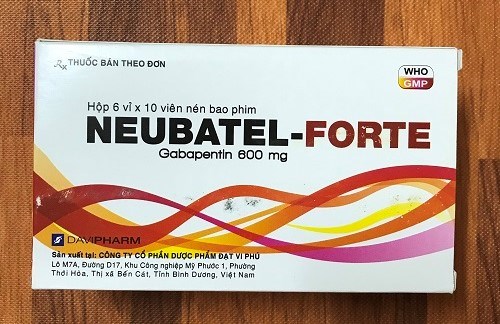 Rx THUỐC BÁN THEO ĐƠN
WHO
GMP
Hộp 6 vỉ x 10 viên nén bao phim
NEUBATEL-FORTE
Gabapentin 600 mg
DAVIPHARM
Sản xuất tại: CÔNG TY CỔ PHẦN DƯỢC PHẨM ĐẠT VI PHÚ
Lô M7A, Đường D17, Khu Công nghiệp Mỹ Phước 1, Phường
Thới Hòa, Thị xã Bến Cát, Tỉnh Bình Dương, Việt Nam